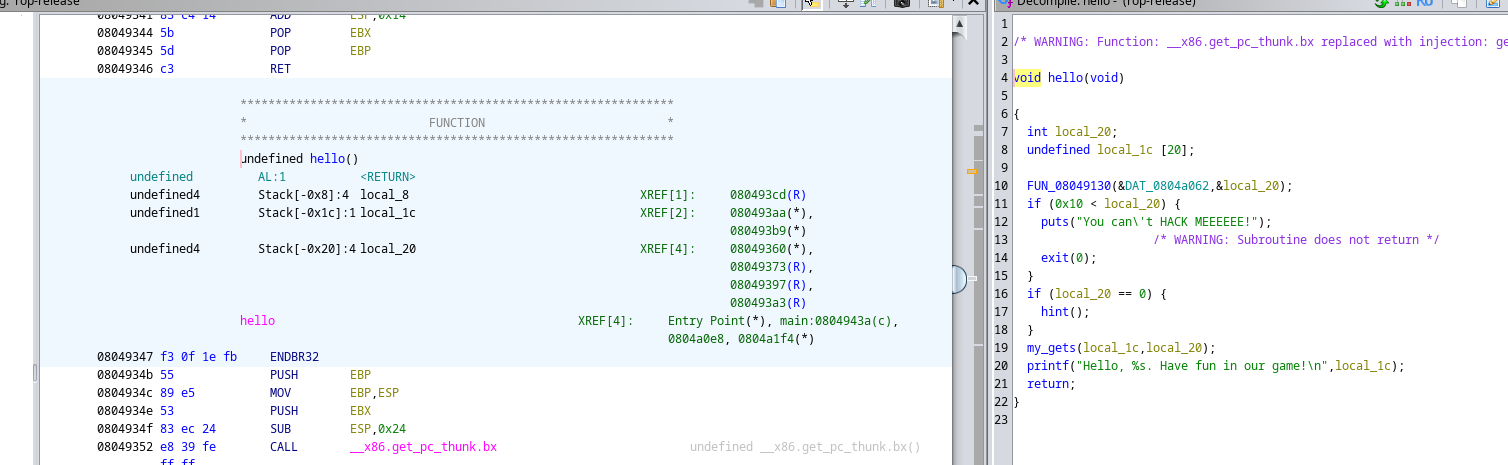 g: rop-release
Decompile: hello - (rop-release)
08049341 83 c4 14 ADD ESP,0x14
08049344 5b POP EBX
08049345 5d POP EBP
08049346 c3 RET
**************************************************************
* FUNCTION *
**************************************************************
undefined hello()
undefined AL:1 <RETURN>
undefined4 Stack[-0x8]:4 local_8 XREF[1]: 080493cd(R)
undefined1 Stack[-0x1c]:1 local_1c XREF[2]: 080493aa(*),
080493b9(*)
undefined4 Stack[-0x20]:4 local_20 XREF[4]: 08049360(*),
08049373(R),
08049397(R),
080493a3(R)
hello XREF[4]: Entry Point(*), main:0804943a(c),
0804a0e8, 0804a1f4(*)
08049347 f3 0f 1e fb ENDBR32
0804934b 55 PUSH EBP
0804934c 89 e5 MOV EBP,ESP
0804934e 53 PUSH EBX
0804934f 83 ec 24 SUB ESP,0x24
08049352 e8 39 fe CALL __x86.get_pc_thunk.bx undefined __x86.get_pc_thunk.bx()
ff ff
1
2 /* WARNING: Function: __x86.get_pc_thunk.bx replaced with injection: ge
3
4 void hello(void)
5
6 {
7 int local_20;
8 undefined local_1c [20];
9
10 FUN_08049130(&DAT_0804a062,&local_20);
11 if (0x10 < local_20) {
12 puts("You can\'t HACK MEEEEEE!");
13 /* WARNING: Subroutine does not return */
14 exit(0);
15 }
16 if (local_20 == 0) {
17 hint();
18 }
19 my_gets(local_1c,local_20);
20 printf("Hello, %s. Have fun in our game!\n",local_1c);
21 return;
22 }
23